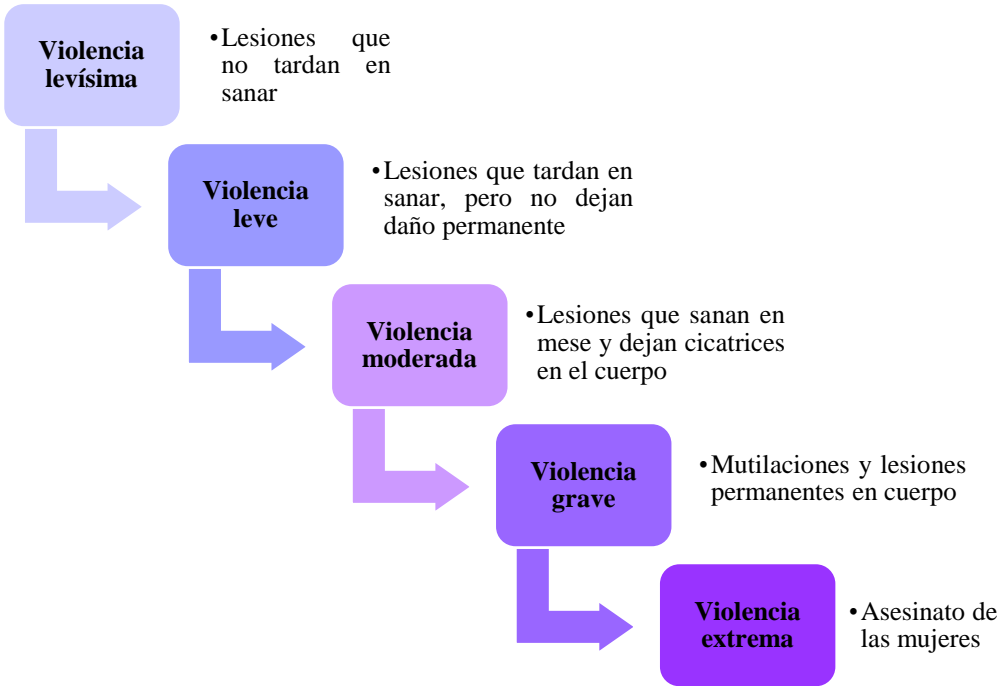 Violencia
levísima
•Lesiones que
no tardan en
sanar
Violencia
leve
•Lesiones que tardan en
sanar, pero no dejan
daño permanente
Violencia
moderada
•Lesiones que sanan en
mese y dejan cicatrices
en el cuerpo
Violencia
grave
•Mutilaciones y lesiones
permanentes en cuerpo
Violencia
extrema
•Asesinato de
las mujeres